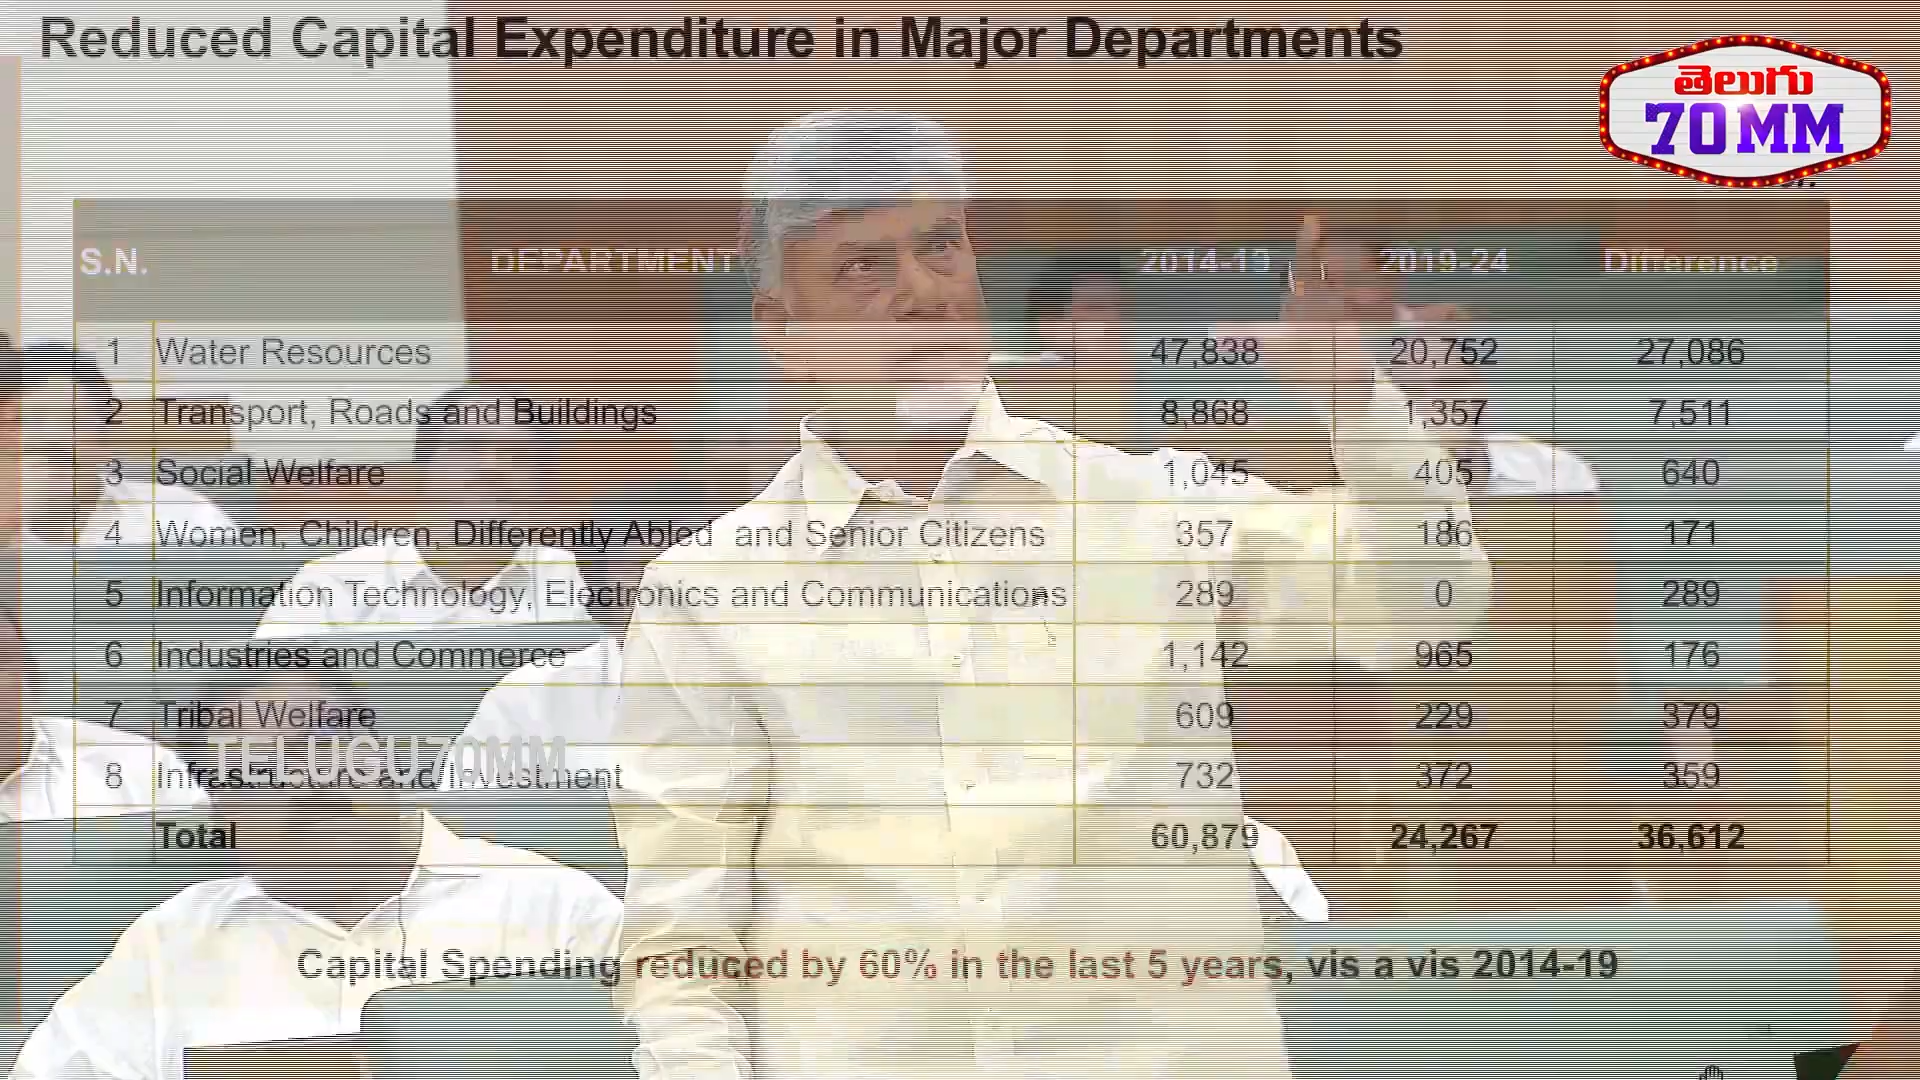 Reduced Capital Expenditure in Major Departments
తెలుగు
70MM
S.N. DEPARTMENT 2014-19 2019-24 Difference
1 Water Resources 47,838 20,752 27,086
2 Transport, Roads and Buildings 8,868 1,357 7,511
3 Social Welfare 1,045 405 640
4 Women, Children, Differently Abled and Senior Citizens 357 186 171
5 Information Technology, Electronics and Communications 289 0 289
6 Industries and Commerce 1,142 965 176
7 Tribal Welfare 609 229 379
TELUGU70MM
8 Infrastructure and Investment 732 372 359
Total 60,879 24,267 36,612
Capital Spending reduced by 60% in the last 5 years, vis a vis 2014-19